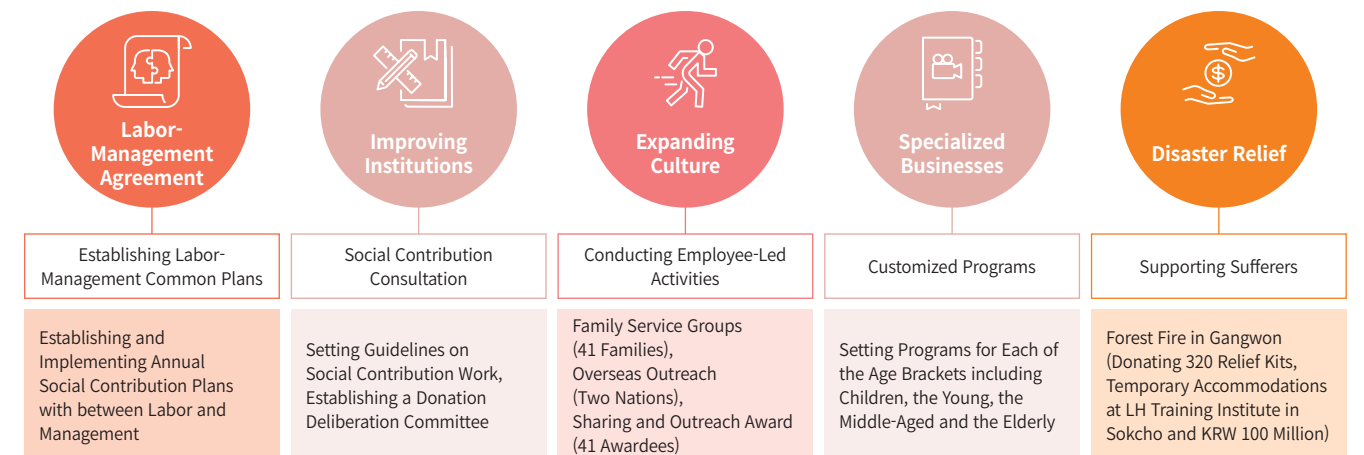 Labor-
Management
Agreement
Establishing Labor-
Management Common Plans
Establishing and
Implementing Annual
Social Contribution Plans
with between Labor and
Management
Improving
Institutions
Social Contribution
Consultation
Setting Guidelines on
Social Contribution Work,
Establishing a Donation
Deliberation Committee
Expanding
Culture
Conducting Employee-Led
Activities
Family Service Groups
(41 Families),
Overseas Outreach
(Two Nations),
Sharing and Outreach Award
(41 Awardees)
Specialized
Businesses
Customized Programs
Setting Programs for Each of
the Age Brackets including
Children, the Young, the
Middle-Aged and the Elderly
$
Disaster Relief
Supporting Sufferers
Forest Fire in Gangwon
(Donating 320 Relief Kits,
Temporary Accommodations
at LH Training Institute in
Sokcho and KRW 100 Million)